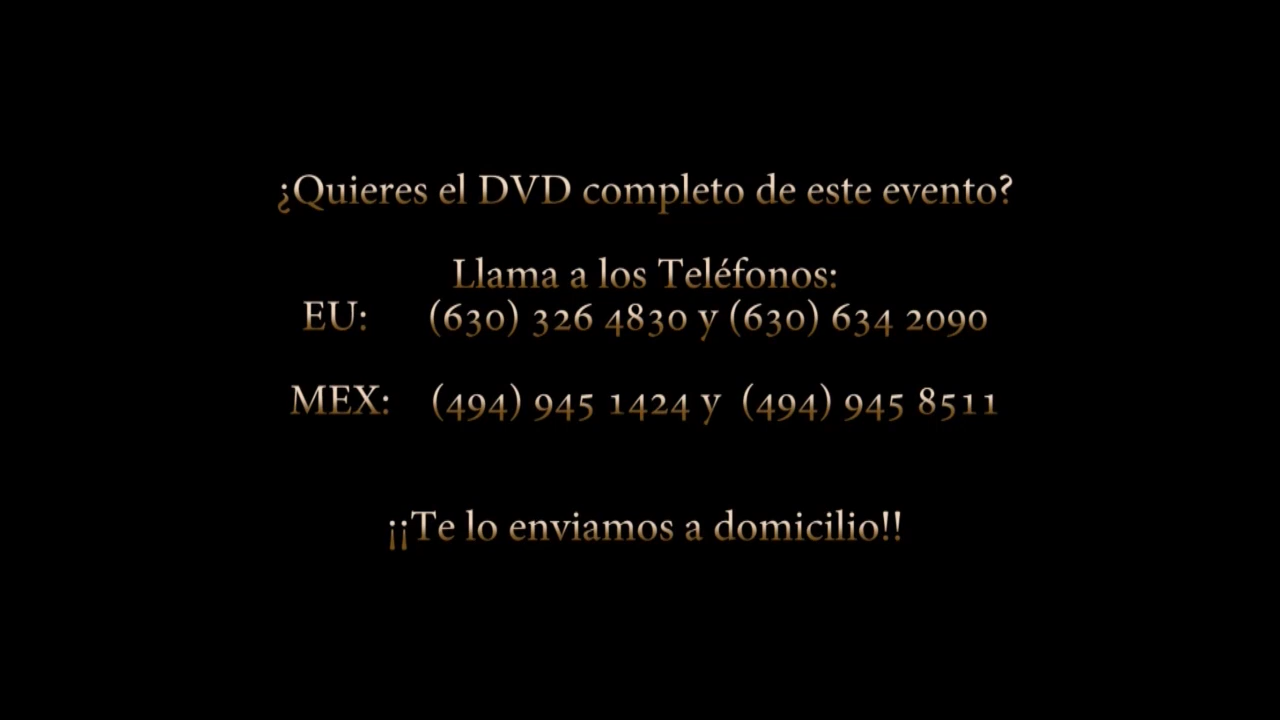 ¿Quieres el DVD completo de este evento?
Llama a los Teléfonos:
EU: (630) 326 4830 y (630) 634 2090
MEX: (494) 945 1424 y (494) 945 8511
¡¡Te lo enviamos a domicilio!!